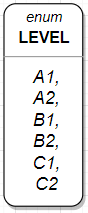 enum
LEVEL
A1,
A2,
B1,
B2,
C1,
C2